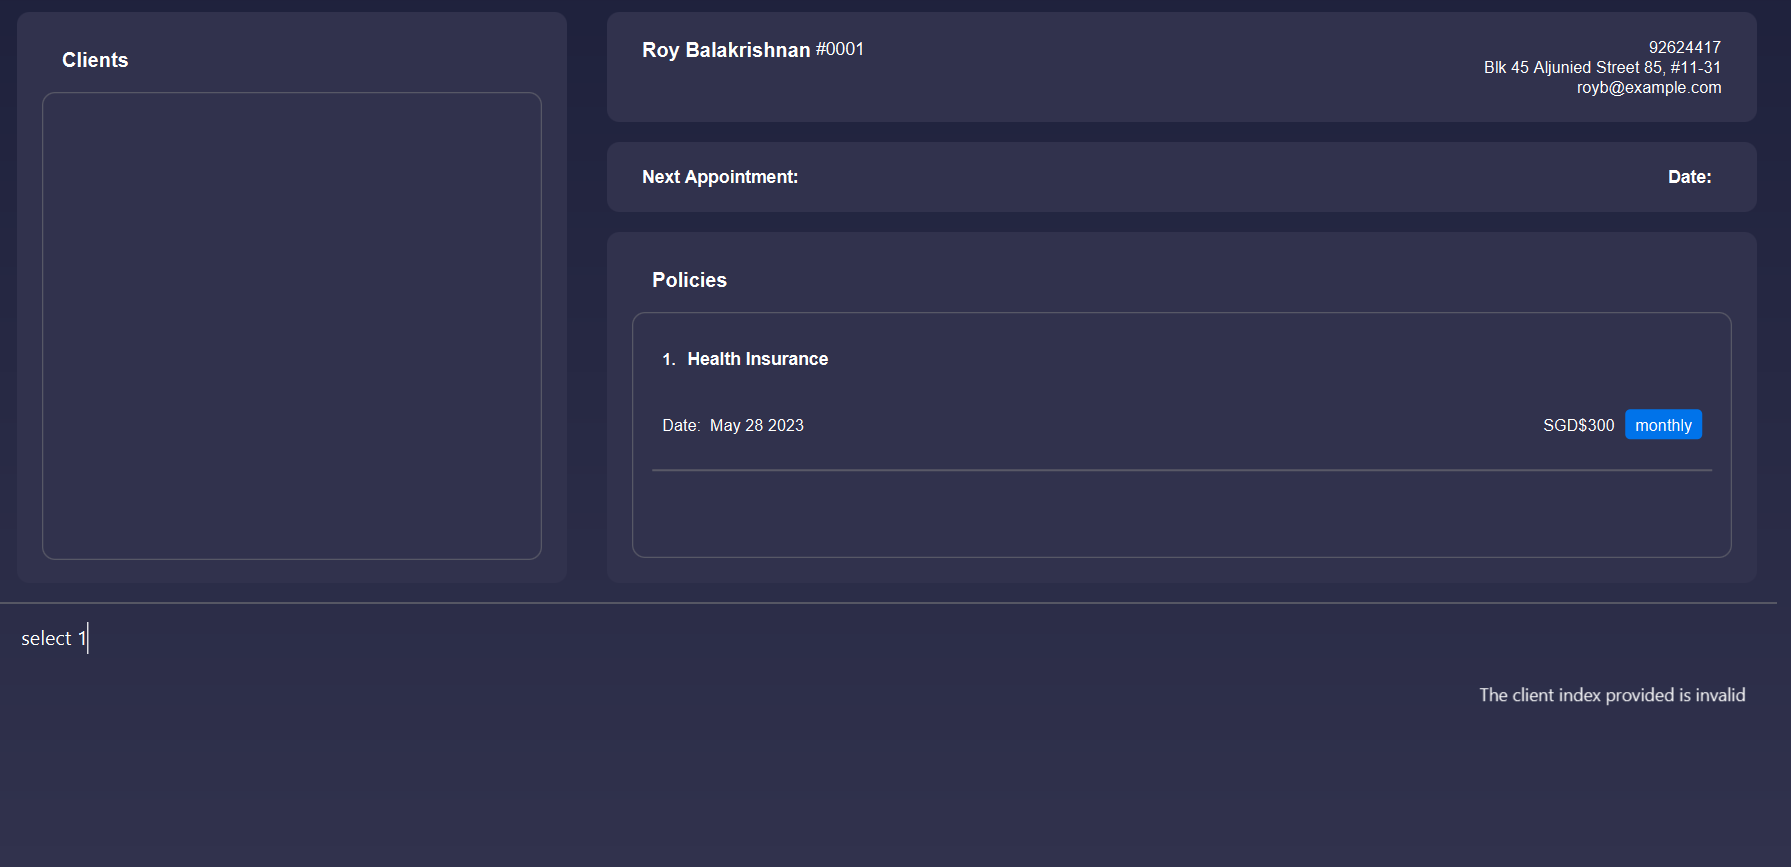 Clients
Roy Balakrishnan #0001
92624417
Blk 45 Aljunied Street 85, #11-31
royb@example.com
Next Appointment: Date:
Policies
1. Health Insurance
Date: May 28 2023 SGD$300 monthly
select 1
The client index provided is invalid